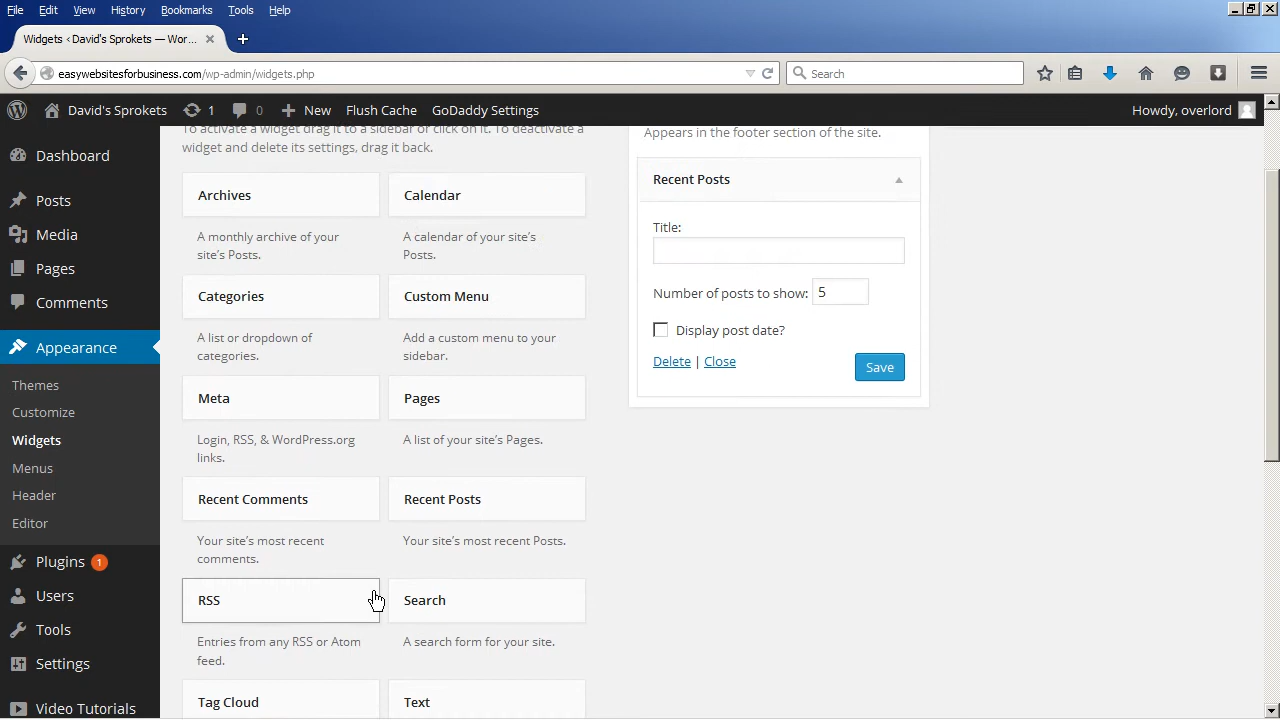 File Edit View History Bookmarks Tools Help
Widgets ‹ David's Sprokets — Wor...
easywebsitesforbusiness.com/wp-admin/widgets.php
Search
David's Sprokets 1 0 New Flush Cache GoDaddy Settings Howdy, overlord
Dashboard
Posts
Media
Pages
Comments
Appearance
Themes
Customize
Widgets
Menus
Header
Editor
Plugins 1
Users
Tools
Settings
Video Tutorials
To activate a widget drag it to a sidebar or click on it. To deactivate a
widget and delete its settings, drag it back.
Archives
A monthly archive of your
site's Posts.
Calendar
A calendar of your site's
Posts.
Categories
A list or dropdown of
categories.
Custom Menu
Add a custom menu to your
sidebar.
Meta
Login, RSS, & WordPress.org
links.
Pages
A list of your site's Pages.
Recent Comments
Your site's most recent
comments.
Recent Posts
Your site's most recent Posts.
RSS
Entries from any RSS or Atom
feed.
Search
A search form for your site.
Tag Cloud
Text
Appears in the footer section of the site.
Recent Posts
Title:
Number of posts to show: 5
Display post date?
Delete | Close
Save